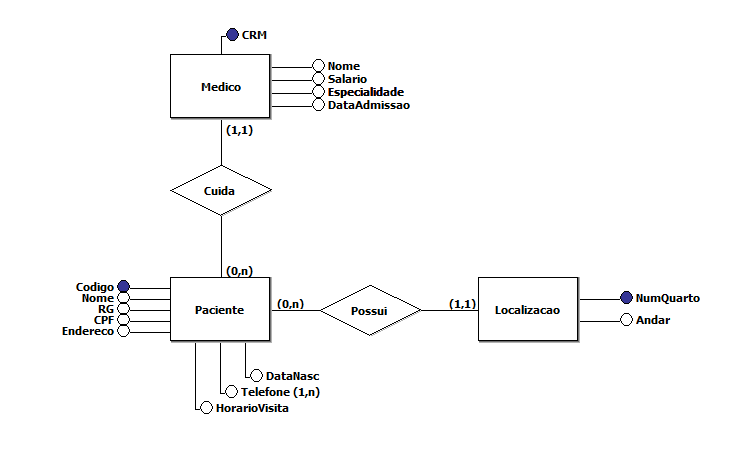 CRM
Medico
Nome
Salario
Especialidade
DataAdmissao
(1,1)
Cuida
(0,n)
Codigo
Nome
RG
CPF
Endereco
Paciente
(0,n)
Possui
(1,1)
Localizacao
NumQuarto
Andar
DataNasc
Telefone (1,n)
HorarioVisita